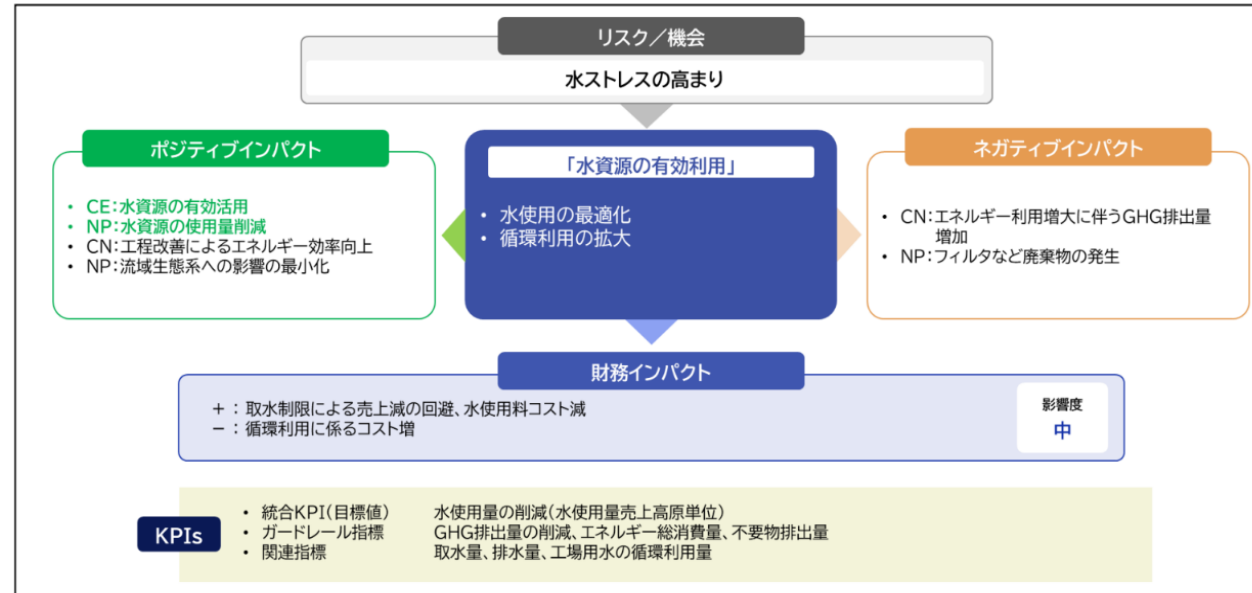 リスク／機会
水ストレスの高まり
ポジティブインパクト
• CE：水資源の有効活用
• NP：水資源の使用量削減
• CN：工程改善によるエネルギー効率向上
• NP：流域生態系への影響の最小化
「水資源の有効利用」
• 水使用の最適化
• 循環利用の拡大
ネガティブインパクト
• CN：エネルギー利用増大に伴うGHG排出量
増加
• NP：フィルタなど廃棄物の発生
財務インパクト
＋：取水制限による売上減の回避、水使用料コスト減
－：循環利用に係るコスト増
影響度
中
KPIs
• 統合KPI(目標値) 水使用量の削減(水使用量売上高原単位)
• ガードレール指標 GHG排出量の削減、エネルギー総消費量、不要物排出量
• 関連指標 取水量、排水量、工場用水の循環利用量